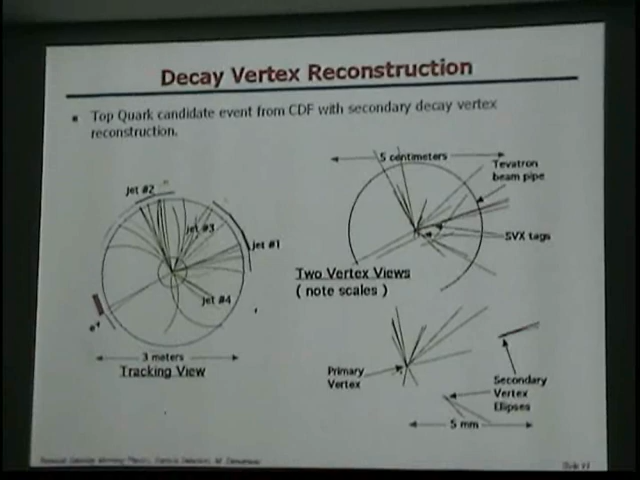 Decay Vertex Reconstruction
Top Quark candidate event from CDF with secondary decay vertex
reconstruction.
5 centimeters
Tevatron
beam pipe
Jet #2
Jet #3
Jet #1
SVX tags
Two Vertex Views
( note scales )
Jet #4
e+
3 meters
Tracking View
Primary
Vertex
Secondary
Vertex
Ellipses
5 mm